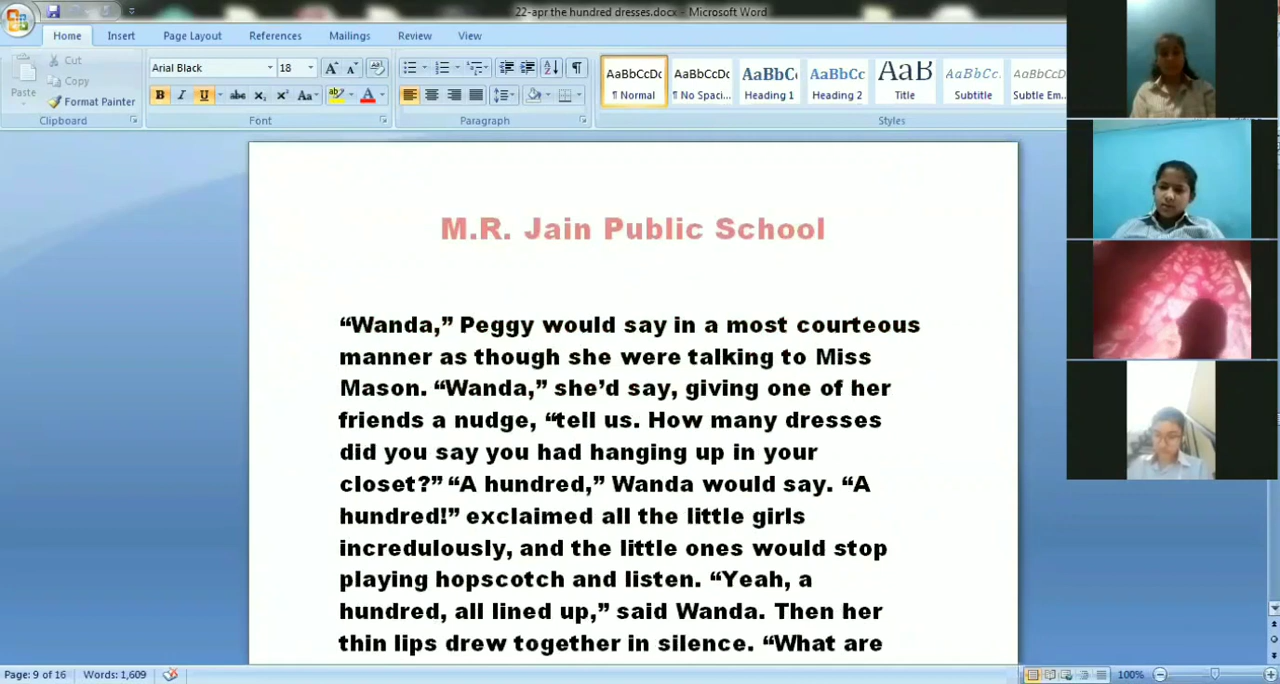 22-apr the hundred dresses.docx - Microsoft Word
Home Insert Page Layout References Mailings Review View
Paste
Cut
Copy
Format Painter
Clipboard
Arial Black 18
B I U abc X₂ X² Aa A
Font
Paragraph
AaBbCcDc AaBbCcDc AaBbC AaBbCc AaB AaBbCc. AaBbCcDc
¶ Normal ¶ No Spaci... Heading 1 Heading 2 Title Subtitle Subtle Em...
Styles
M.R. Jain Public School
“Wanda,” Peggy would say in a most courteous
manner as though she were talking to Miss
Mason. “Wanda,” she’d say, giving one of her
friends a nudge, “tell us. How many dresses
did you say you had hanging up in your
closet?” “A hundred,” Wanda would say. “A
hundred!” exclaimed all the little girls
incredulously, and the little ones would stop
playing hopscotch and listen. “Yeah, a
hundred, all lined up,” said Wanda. Then her
thin lips drew together in silence. “What are
Page: 9 of 16 Words: 1,609 100%